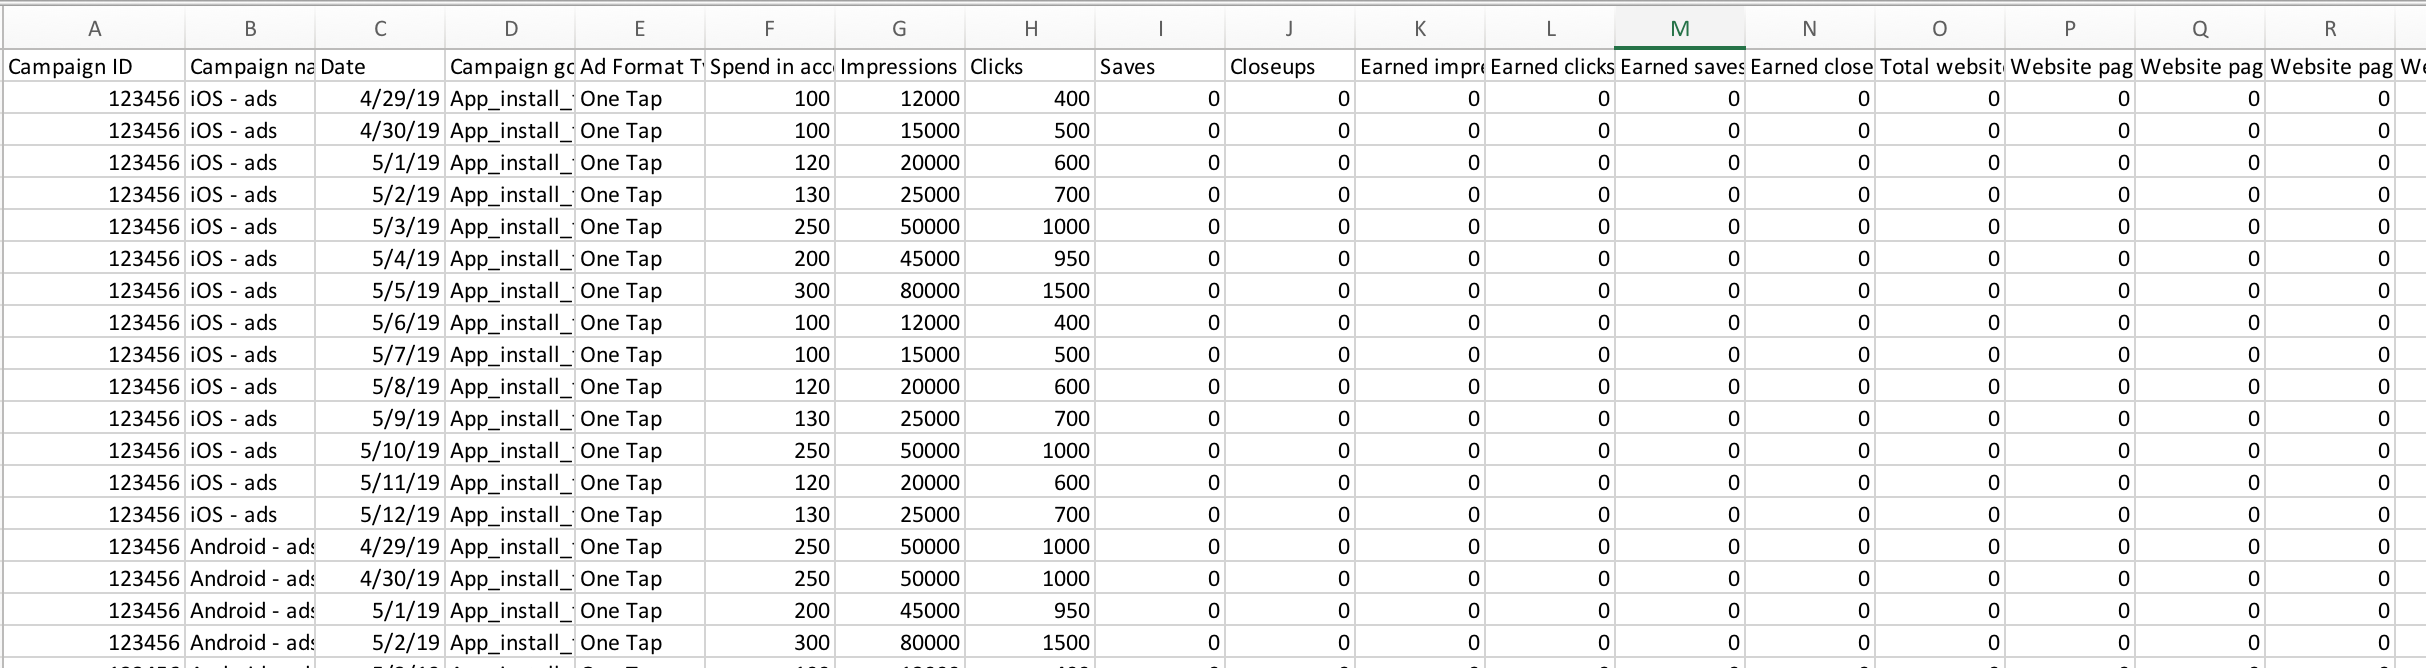 A B C D E F G H I J K L M N O P Q R
Campaign ID Campaign na Date Campaign go Ad Format Ty Spend in acc Impressions Clicks Saves Closeups Earned impre Earned clicks Earned saves Earned close Total website Website pag Website pag Website pag We
123456 iOS - ads 4/29/19 App_install_ One Tap 100 12000 400 0 0 0 0 0 0 0 0 0 0
123456 iOS - ads 4/30/19 App_install_ One Tap 100 15000 500 0 0 0 0 0 0 0 0 0 0
123456 iOS - ads 5/1/19 App_install_ One Tap 120 20000 600 0 0 0 0 0 0 0 0 0 0
123456 iOS - ads 5/2/19 App_install_ One Tap 130 25000 700 0 0 0 0 0 0 0 0 0 0
123456 iOS - ads 5/3/19 App_install_ One Tap 250 50000 1000 0 0 0 0 0 0 0 0 0 0
123456 iOS - ads 5/4/19 App_install_ One Tap 200 45000 950 0 0 0 0 0 0 0 0 0 0
123456 iOS - ads 5/5/19 App_install_ One Tap 300 80000 1500 0 0 0 0 0 0 0 0 0 0
123456 iOS - ads 5/6/19 App_install_ One Tap 100 12000 400 0 0 0 0 0 0 0 0 0 0
123456 iOS - ads 5/7/19 App_install_ One Tap 100 15000 500 0 0 0 0 0 0 0 0 0 0
123456 iOS - ads 5/8/19 App_install_ One Tap 120 20000 600 0 0 0 0 0 0 0 0 0 0
123456 iOS - ads 5/9/19 App_install_ One Tap 130 25000 700 0 0 0 0 0 0 0 0 0 0
123456 iOS - ads 5/10/19 App_install_ One Tap 250 50000 1000 0 0 0 0 0 0 0 0 0 0
123456 iOS - ads 5/11/19 App_install_ One Tap 120 20000 600 0 0 0 0 0 0 0 0 0 0
123456 iOS - ads 5/12/19 App_install_ One Tap 130 25000 700 0 0 0 0 0 0 0 0 0 0
123456 Android - ads 4/29/19 App_install_ One Tap 250 50000 1000 0 0 0 0 0 0 0 0 0 0
123456 Android - ads 4/30/19 App_install_ One Tap 250 50000 1000 0 0 0 0 0 0 0 0 0 0
123456 Android - ads 5/1/19 App_install_ One Tap 200 45000 950 0 0 0 0 0 0 0 0 0 0
123456 Android - ads 5/2/19 App_install_ One Tap 300 80000 1500 0 0 0 0 0 0 0 0 0 0